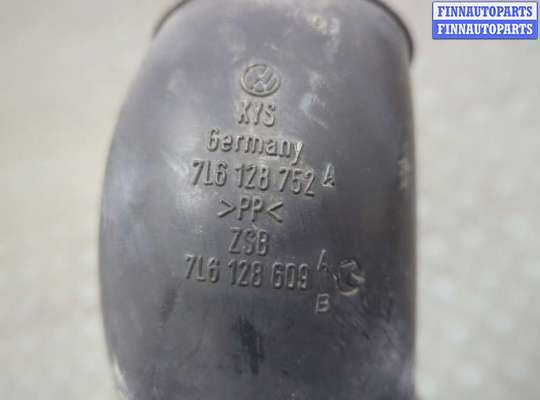 FINNAUTOPARTS
FINNAUTOPARTS
KYS
Germany
7L6 128 752 A
>PP<
ZSB
7L6 128 609 A
B